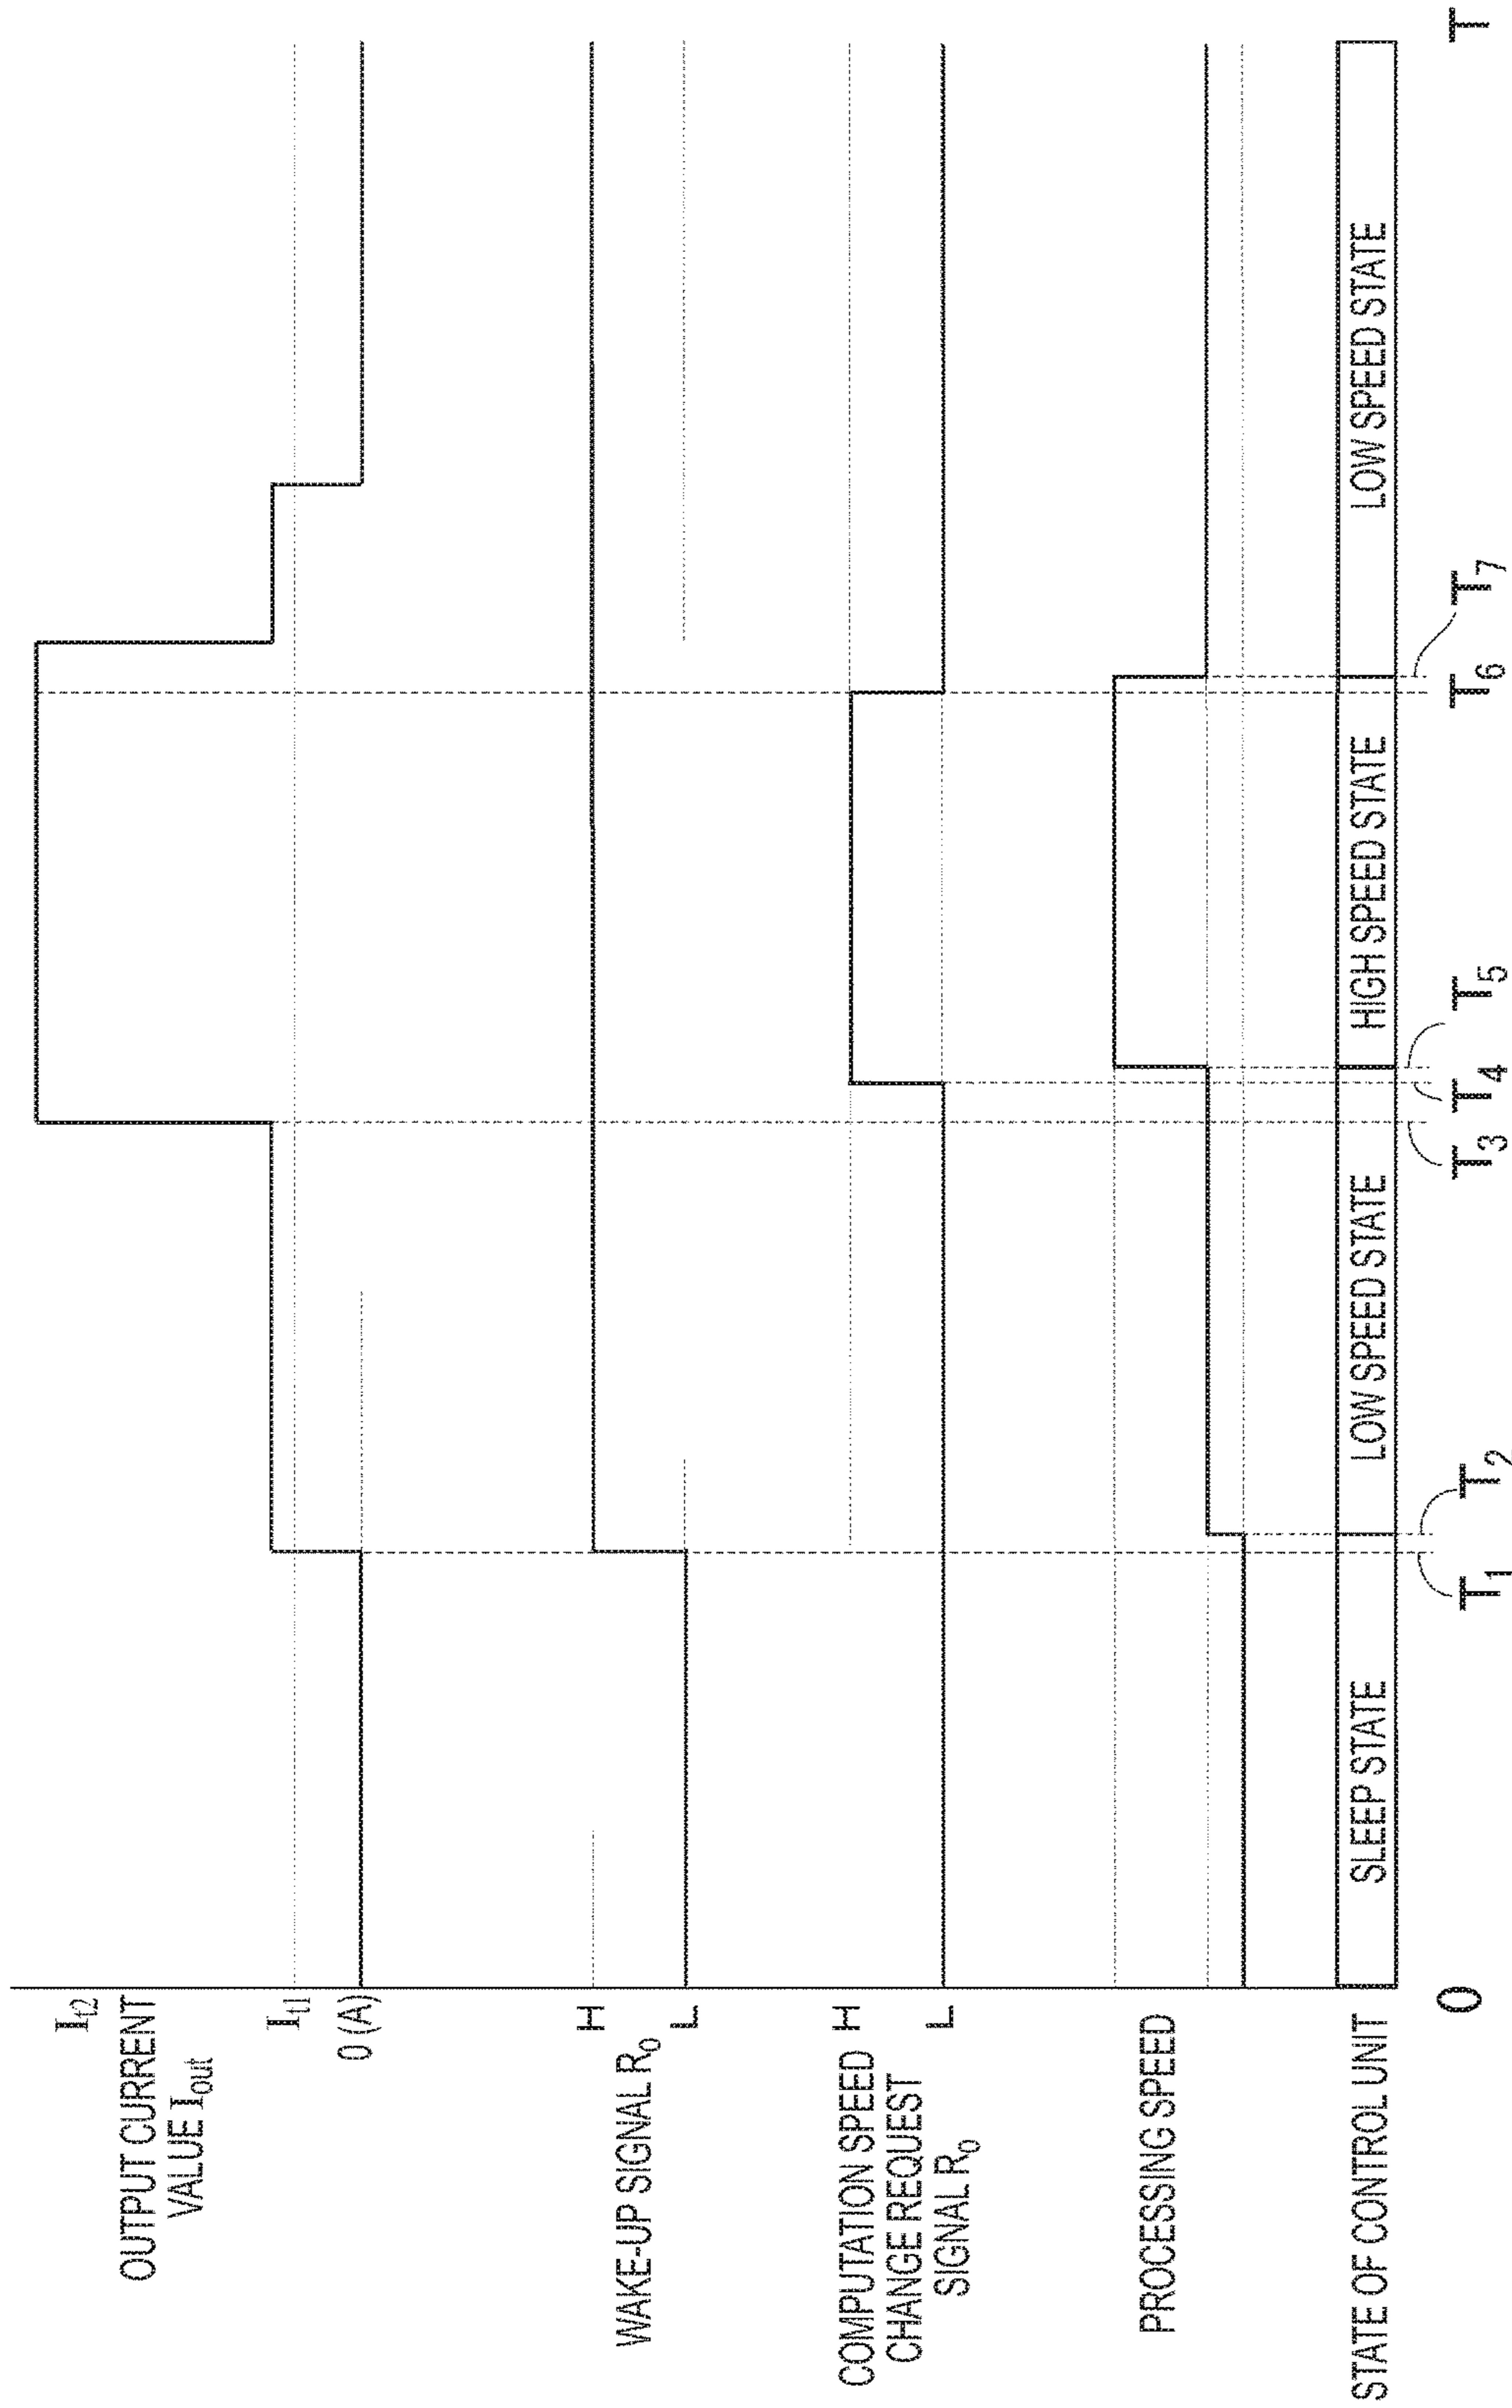 I_t2
OUTPUT CURRENT
VALUE I_out
I_t1
0 (A)
H
WAKE-UP SIGNAL R_0
L
H
COMPUTATION SPEED
CHANGE REQUEST
SIGNAL R_0
L
PROCESSING SPEED
STATE OF CONTROL UNIT
SLEEP STATE
LOW SPEED STATE
HIGH SPEED STATE
LOW SPEED STATE
0
T_1
T_2
T_3
T_4
T_5
T_6
T_7
T